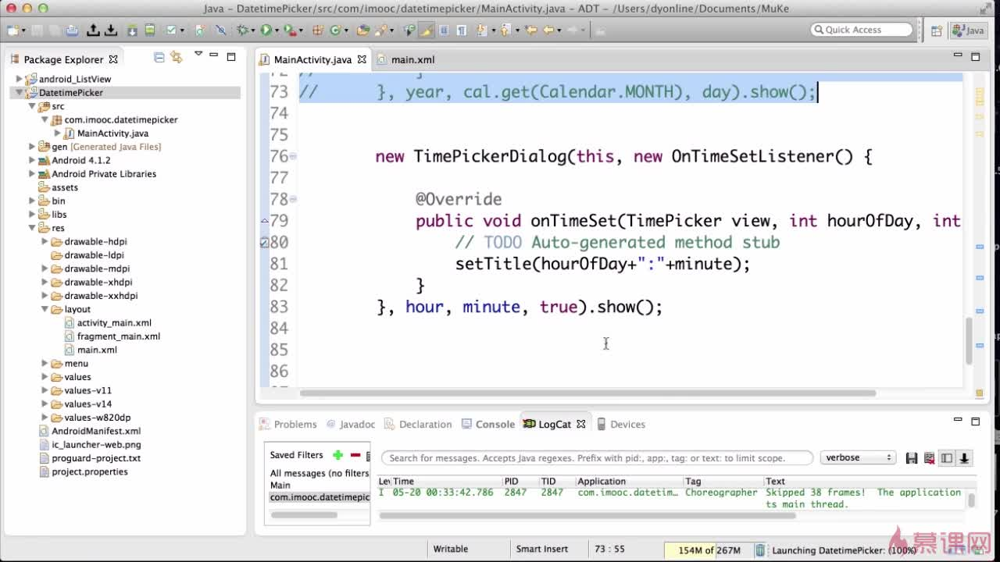 Java - DatetimePicker/src/com/imooc/datetimepicker/MainActivity.java - ADT - /Users/dyonline/Documents/MuKe
Quick Access
Java
Package Explorer
android_ListView
DatetimePicker
src
com.imooc.datetimepicker
MainActivity.java
gen [Generated Java Files]
Android 4.1.2
Android Private Libraries
assets
bin
libs
res
drawable-hdpi
drawable-ldpi
drawable-mdpi
drawable-xhdpi
drawable-xxhdpi
layout
activity_main.xml
fragment_main.xml
main.xml
menu
values
values-v11
values-v14
values-w820dp
AndroidManifest.xml
ic_launcher-web.png
proguard-project.txt
project.properties
MainActivity.java
main.xml
72 // }
73 // }, year, cal.get(Calendar.MONTH), day).show();
74
75
76 new TimePickerDialog(this, new OnTimeSetListener() {
77
78 @Override
79 public void onTimeSet(TimePicker view, int hourOfDay, int
80 // TODO Auto-generated method stub
81 setTitle(hourOfDay+":"+minute);
82 }
83 }, hour, minute, true).show();
84
85
86
Problems Javadoc Declaration Console LogCat Devices
Saved Filters
All messages (no filters
Main
com.imooc.datetimepic
Search for messages. Accepts Java regexes. Prefix with pid:, app:, tag: or text: to limit scope.
verbose
Le Time PID TID Application Tag Text
I 05-20 00:33:42.786 2847 2847 com.imooc.datetim... Choreographer Skipped 38 frames! The application
ts main thread.
Writable
Smart Insert
73 : 55
154M of 267M
Launching DatetimePicker: (100%)
慕课网